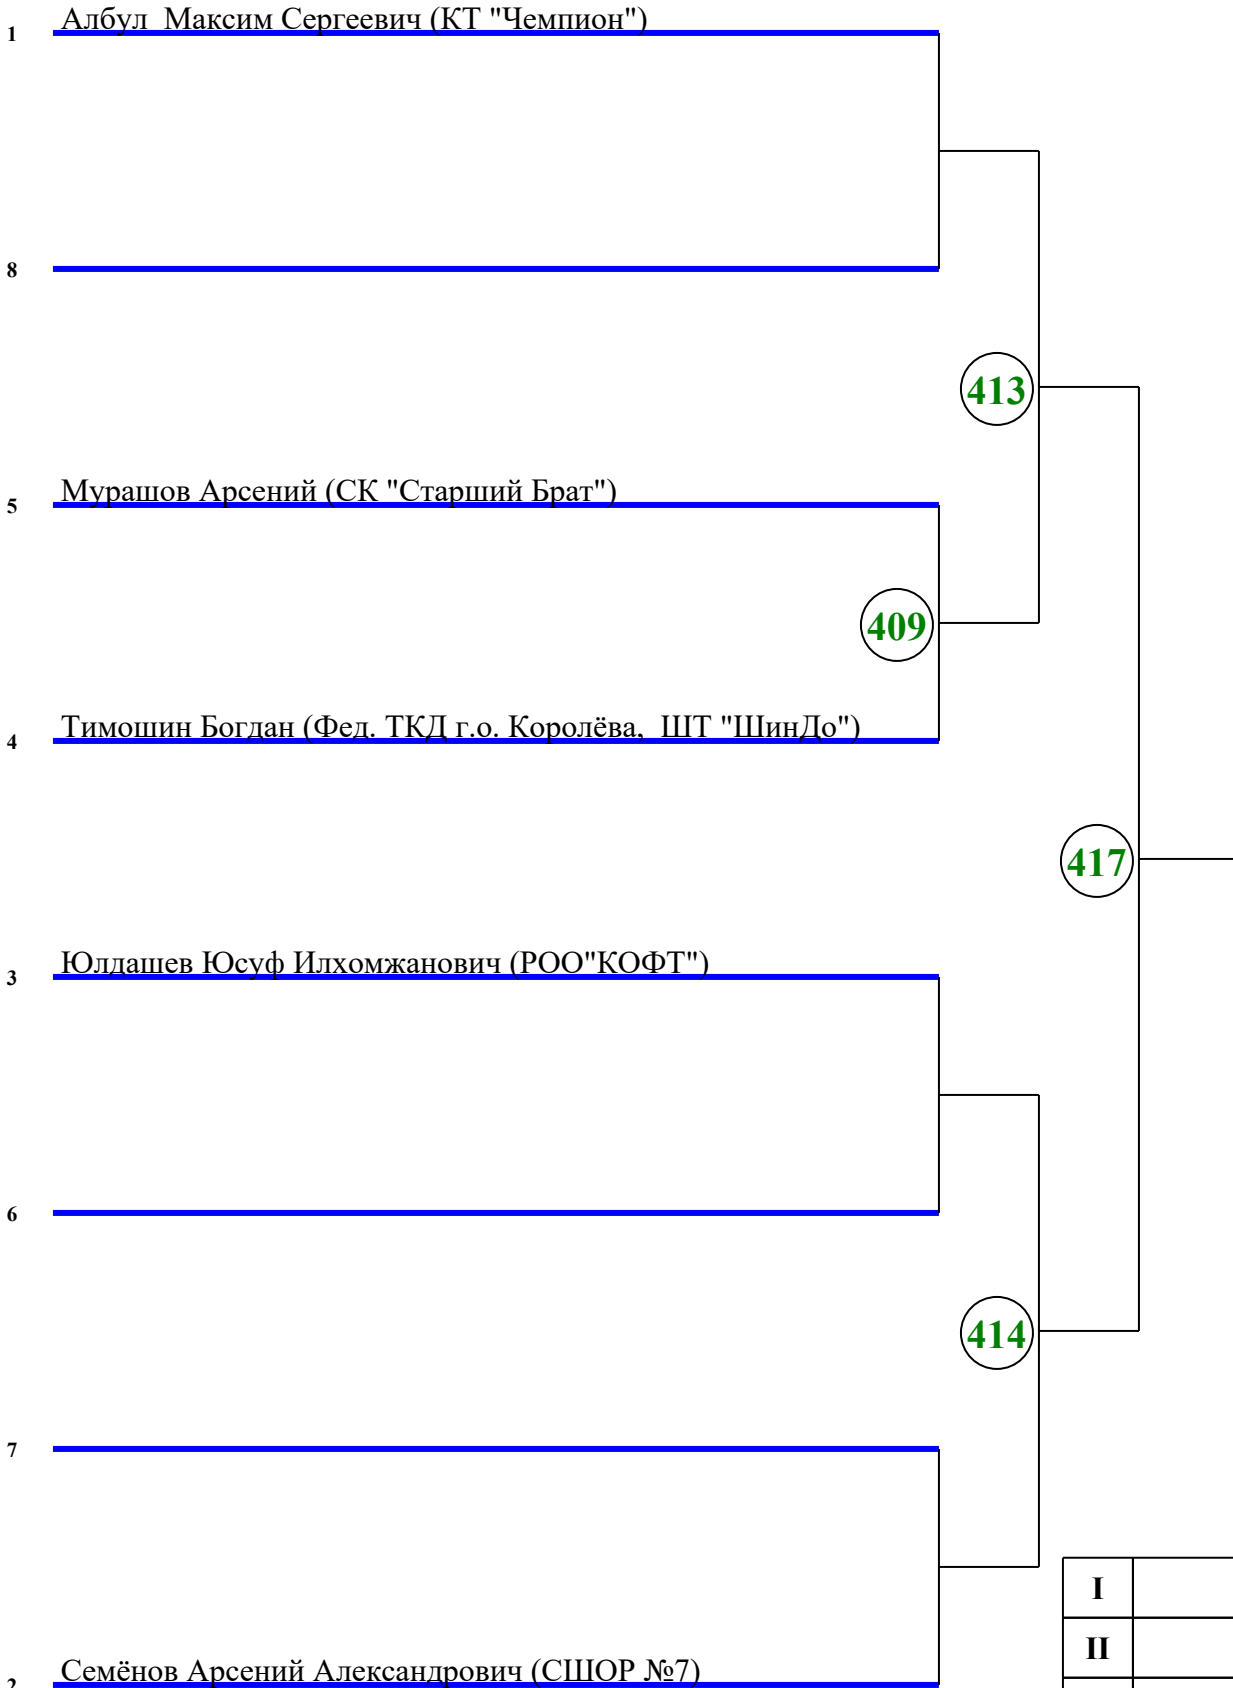 1 Албул  Максим Сергеевич (КТ "Чемпион")
8
413
5 Мурашов Арсений (СК "Старший Брат")
409
4 Тимошин Богдан (Фед. ТКД г.о. Королёва,  ШТ "ШинДо")
417
3 Юлдашев Юсуф Илхомжанович (РОО"КОФТ")
6
414
7
I
II
2 Семёнов Арсений Александрович (СШОР №7)